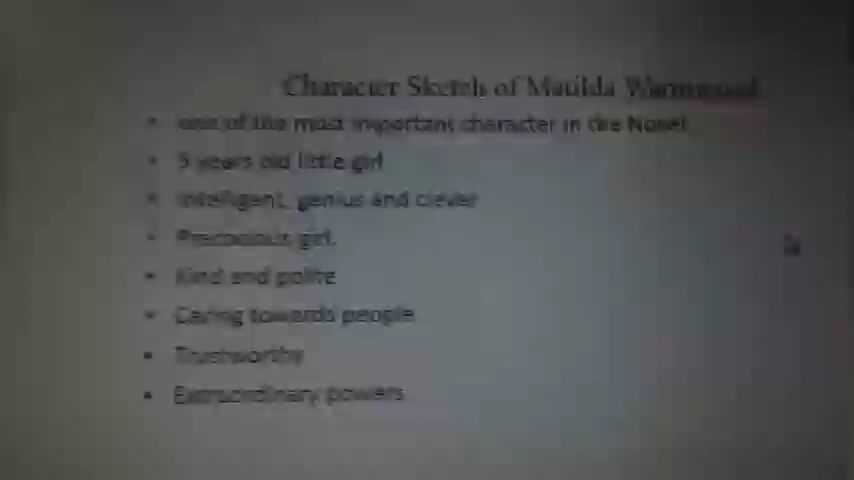 Character Sketch of Matilda Wormwood
• one of the most important character in the Novel.
• 5 years old little girl
• Intelligent, genius and clever
• Precocious girl.
• Kind and polite
• Caring towards people
• Trustworthy
• Extraordinary powers